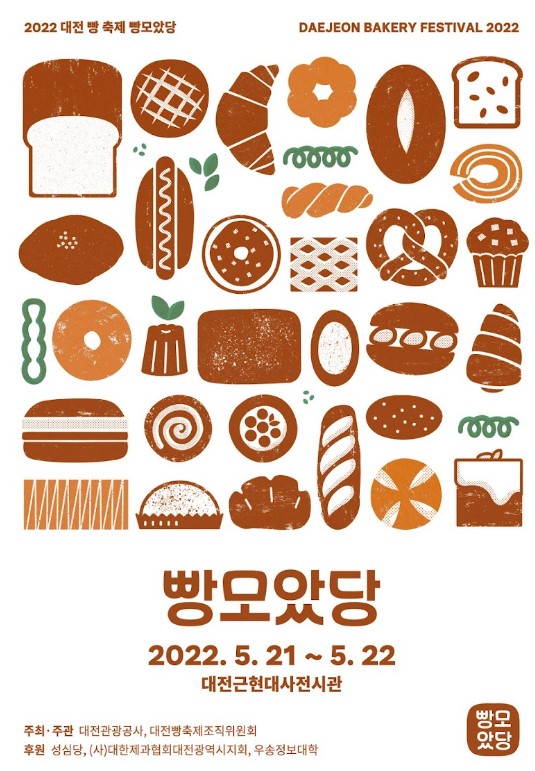 2022 대전 빵 축제 빵모았당
DAEJEON BAKERY FESTIVAL 2022
빵모았당
2022. 5. 21 ~ 5. 22
대전근현대사전시관
주최 · 주관 대전관광공사, 대전빵축제조직위원회
후원 성심당, (사)대한제과협회대전광역시지회, 우송정보대학
빵모
았당